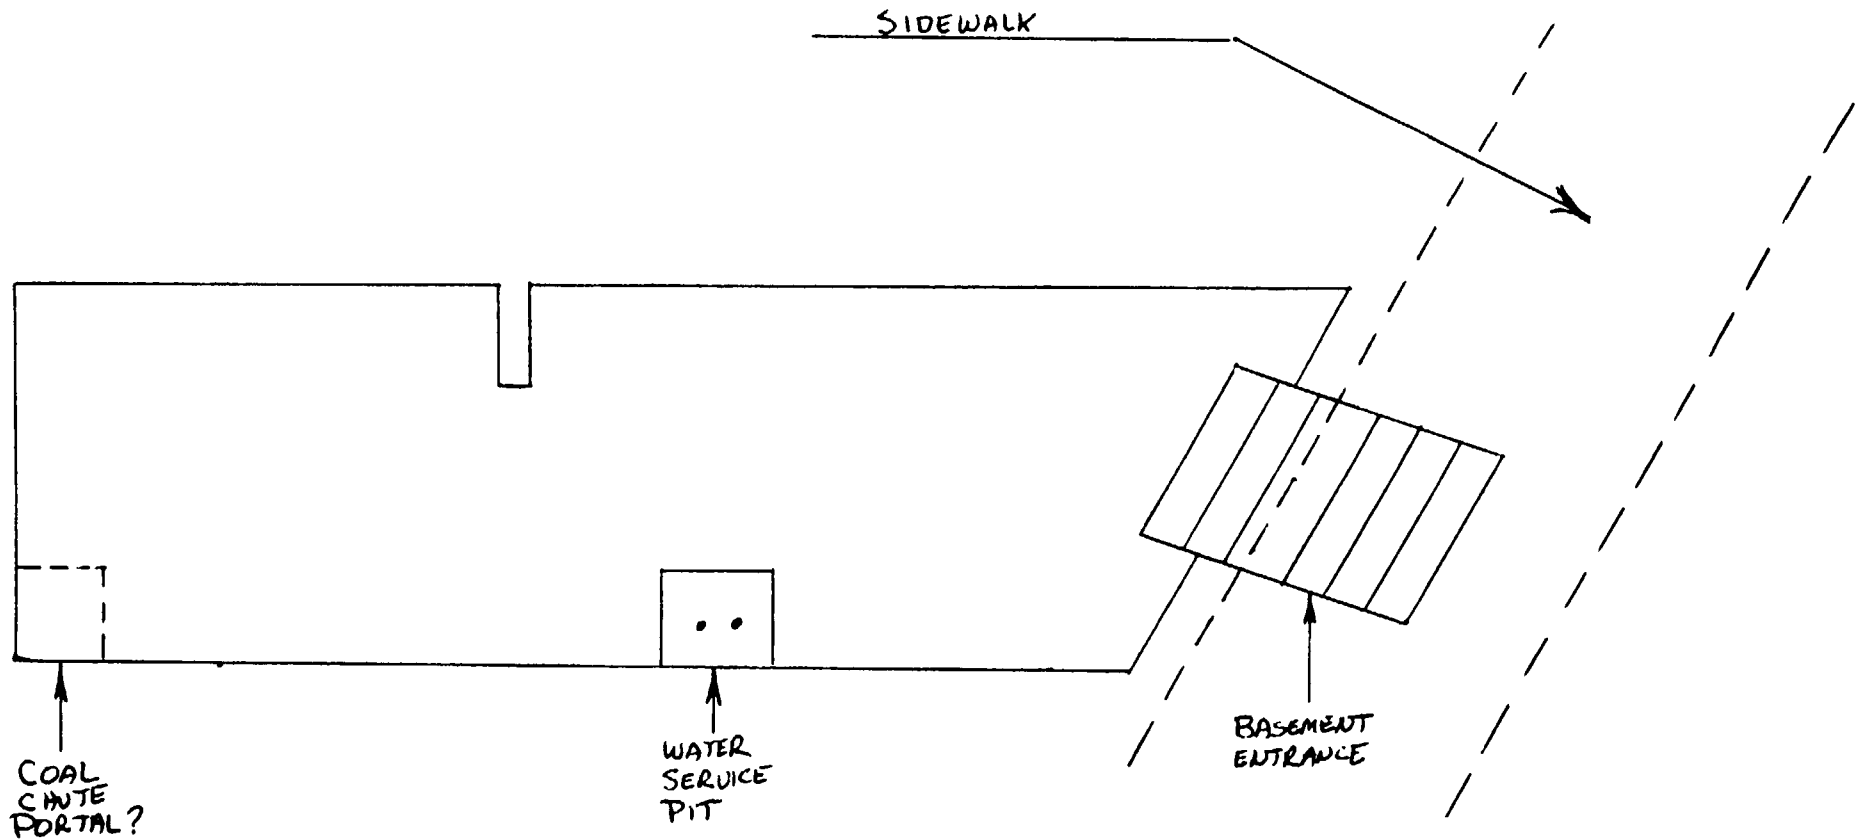 SIDEWALK
BASEMENT
ENTRANCE
WATER
SERVICE
PIT
COAL
CHUTE
PORTAL?